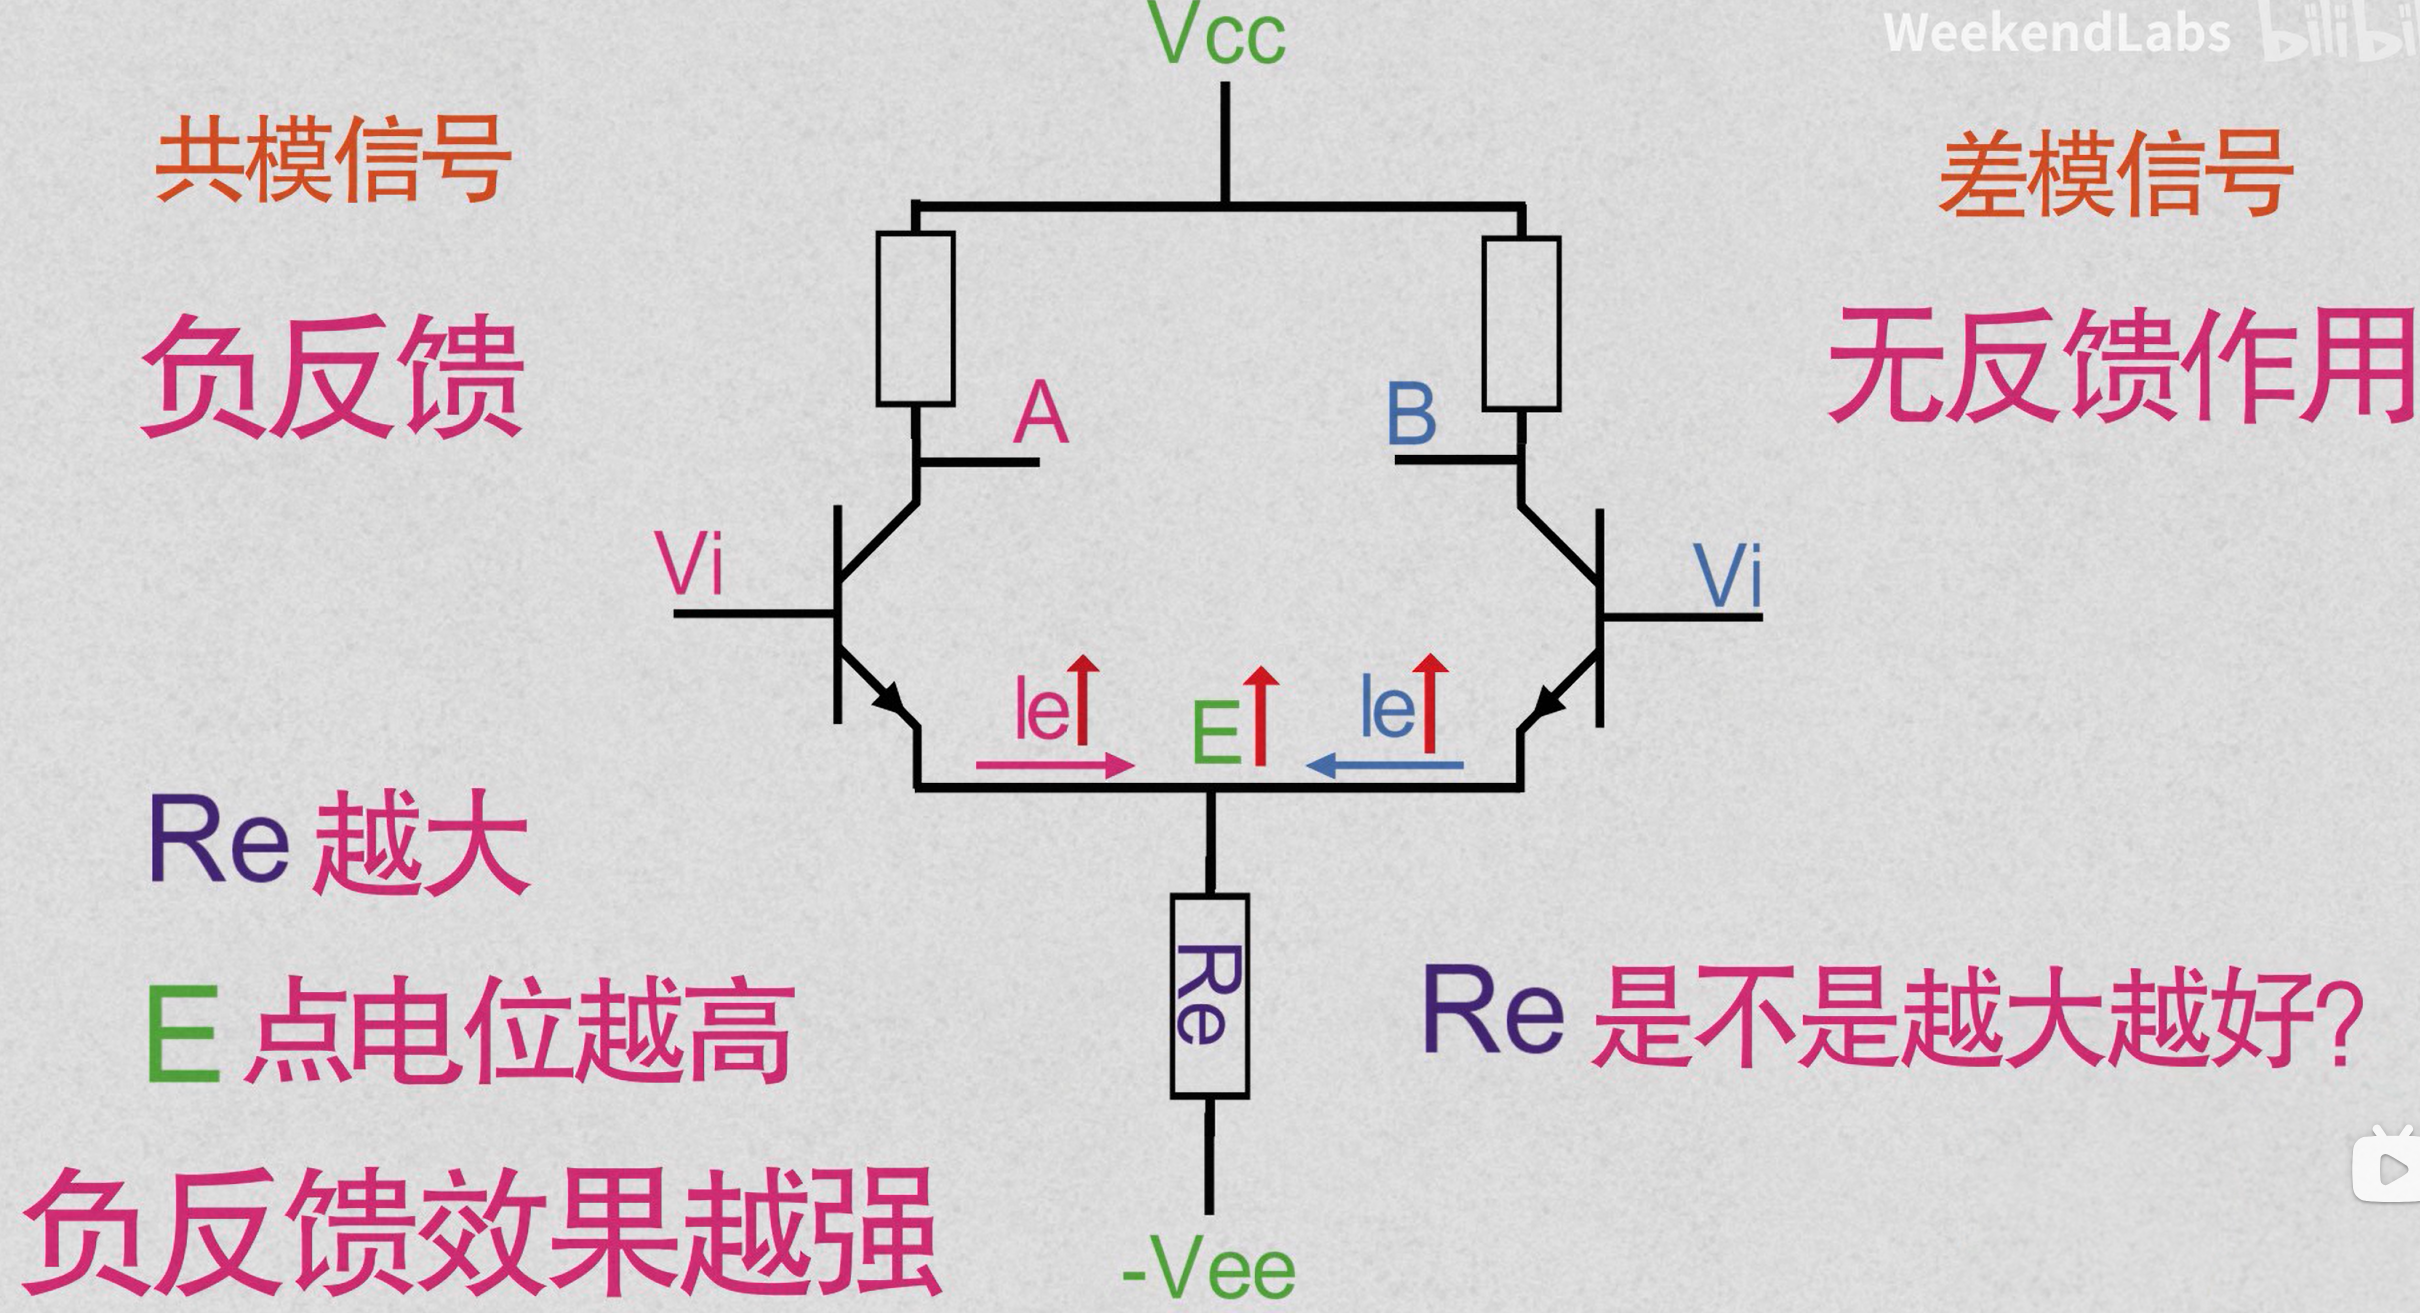 WeekendLabs bilibili
Vcc
共模信号
差模信号
负反馈
无反馈作用
A
B
Vi
Vi
Ie
E
Ie
Re 越大
Re
E 点电位越高
Re 是不是越大越好?
负反馈效果越强
-Vee